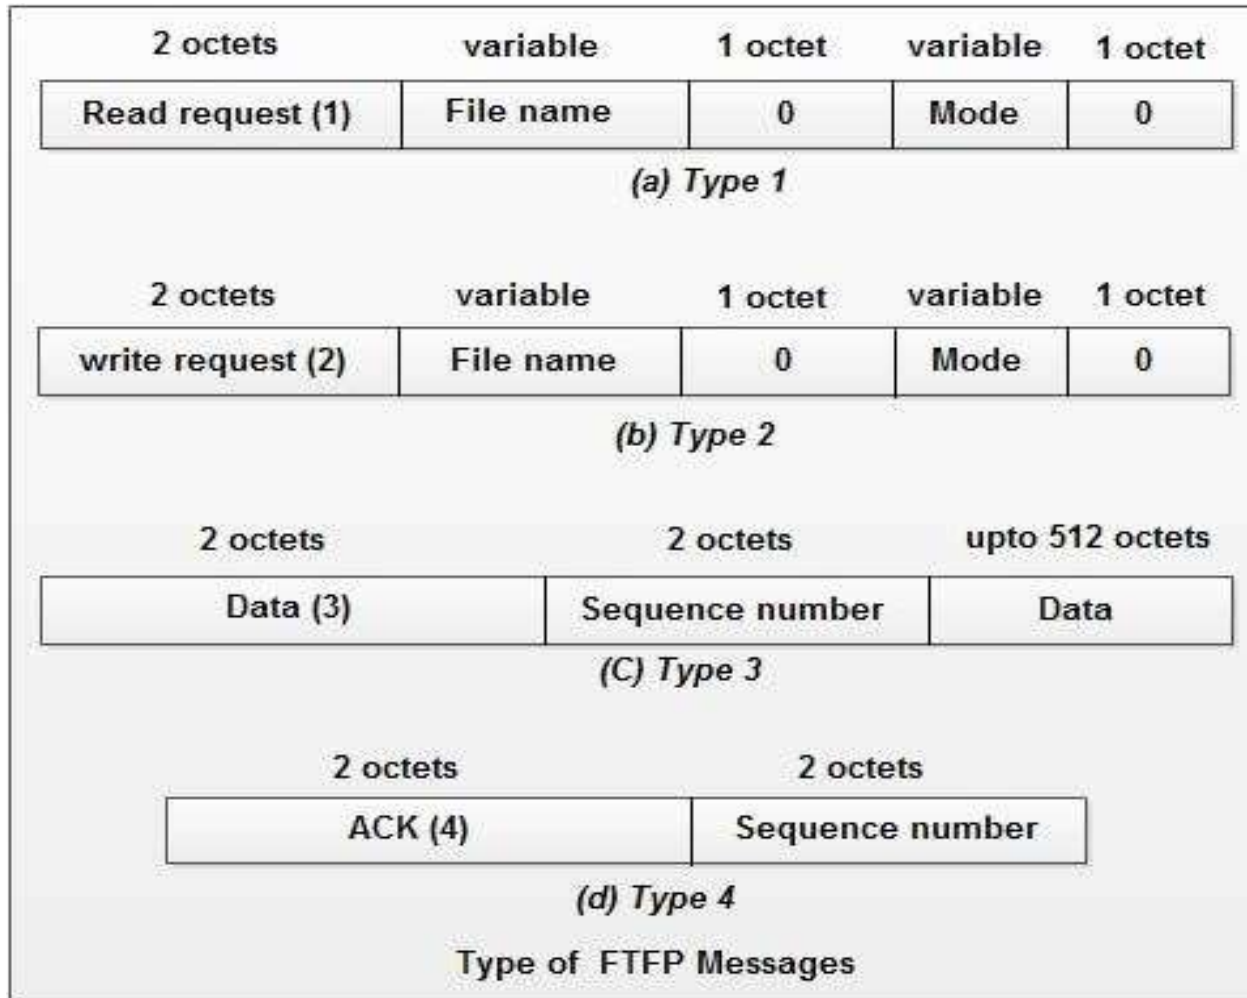 2 octets variable 1 octet variable 1 octet
Read request (1) File name 0 Mode 0
(a) Type 1
2 octets variable 1 octet variable 1 octet
write request (2) File name 0 Mode 0
(b) Type 2
2 octets 2 octets upto 512 octets
Data (3) Sequence number Data
(C) Type 3
2 octets 2 octets
ACK (4) Sequence number
(d) Type 4
Type of FTFP Messages